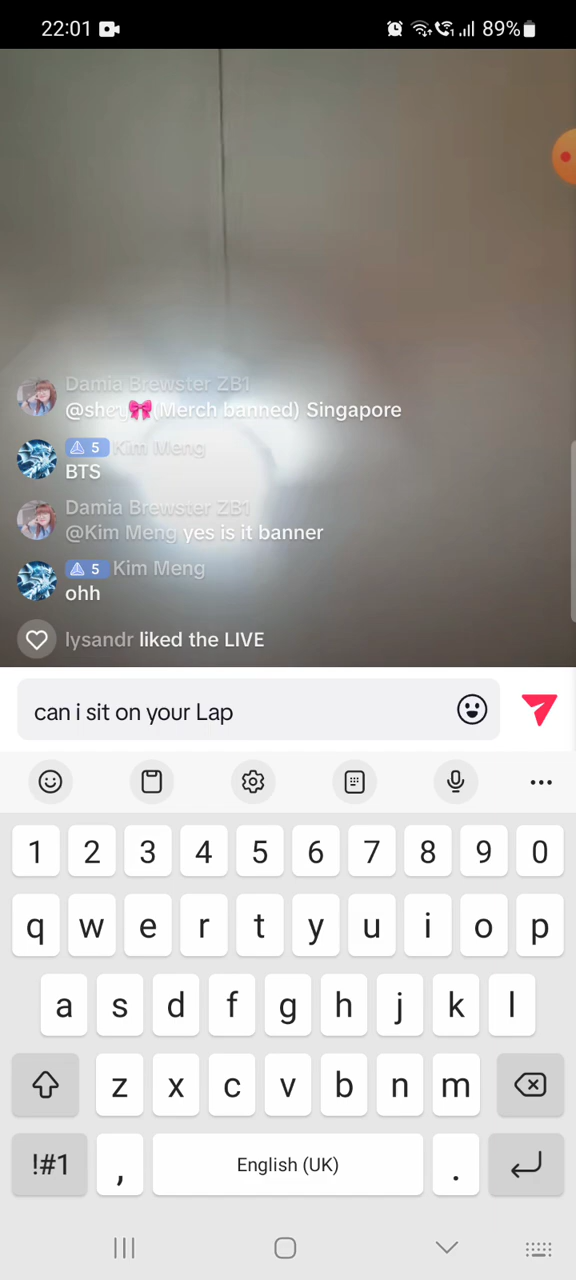 22:01
89%
Damia Brewster ZB1
@sheu🎀(Merch banned) Singapore
5 Kim Meng
BTS
Damia Brewster ZB1
@Kim Meng yes is it banner
5 Kim Meng
ohh
lysandr liked the LIVE
can i sit on your Lap
1 2 3 4 5 6 7 8 9 0
q w e r t y u i o p
a s d f g h j k l
z x c v b n m
!#1 , English (UK) .